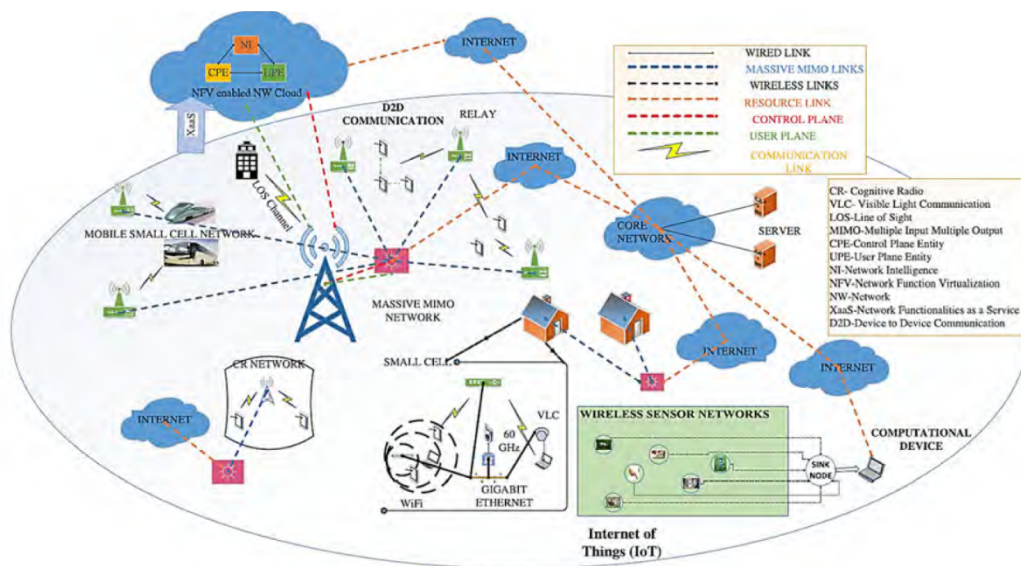 NI
CPE
UPE
NFV enabled NW Cloud
XaaS
INTERNET
D2D
COMMUNICATION
RELAY
LOS Channel
INTERNET
MOBILE SMALL CELL NETWORK
MASSIVE MIMO
NETWORK
CORE
NETWORK
SERVER
WIRED LINK
MASSIVE MIMO LINKS
WIRELESS LINKS
RESOURCE LINK
CONTROL PLANE
USER PLANE
COMMUNICATION
LINK
CR- Cognitive Radio
VLC- Visible Light Communication
LOS-Line of Sight
MIMO-Multiple Input Multiple Output
CPE-Control Plane Entity
UPE-User Plane Entity
NI-Network Intelligence
NFV-Network Function Virtualization
NW-Network
XaaS-Network Functionalities as a Service
D2D-Device to Device Communication
SMALL CELL
INTERNET
INTERNET
CR NETWORK
INTERNET
60
GHz
VLC
WiFi
GIGABIT
ETHERNET
WIRELESS SENSOR NETWORKS
SINK
NODE
COMPUTATIONAL
DEVICE
Internet of
Things (IoT)